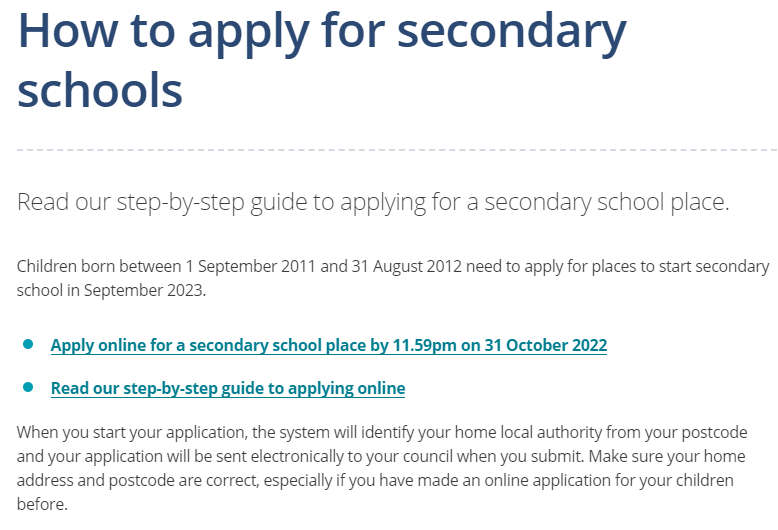 How to apply for secondary
schools
Read our step-by-step guide to applying for a secondary school place.
Children born between 1 September 2011 and 31 August 2012 need to apply for places to start secondary
school in September 2023.
Apply online for a secondary school place by 11.59pm on 31 October 2022
Read our step-by-step guide to applying online
When you start your application, the system will identify your home local authority from your postcode
and your application will be sent electronically to your council when you submit. Make sure your home
address and postcode are correct, especially if you have made an online application for your children
before.